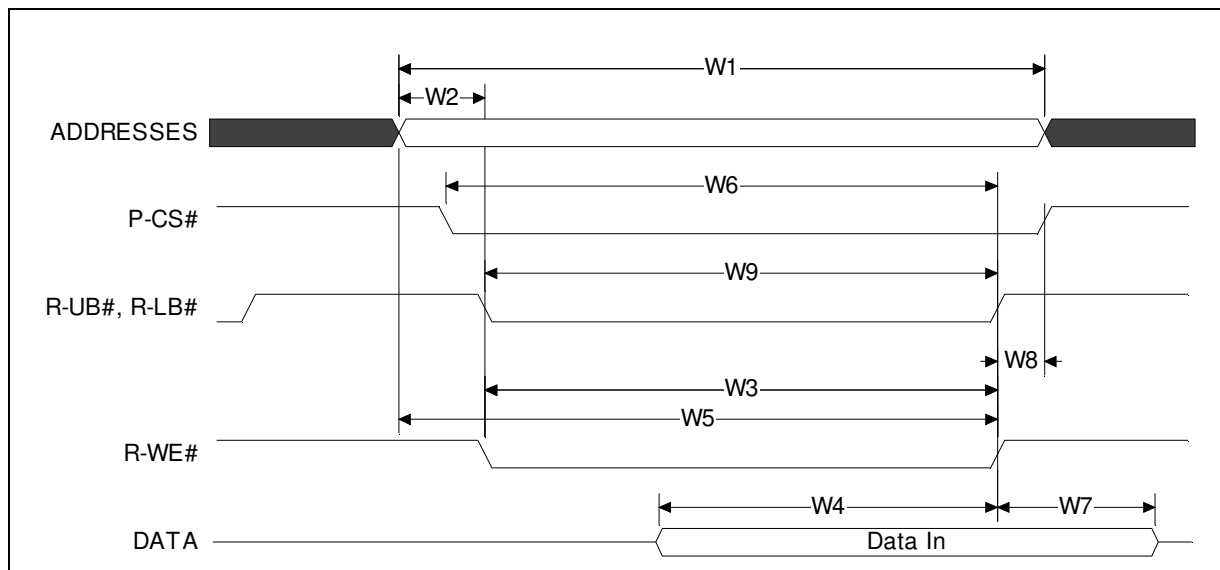 W1
W2
ADDRESSES
W6
P-CS#
W9
R-UB#, R-LB#
W8
W3
W5
R-WE#
W4
W7
DATA
Data In